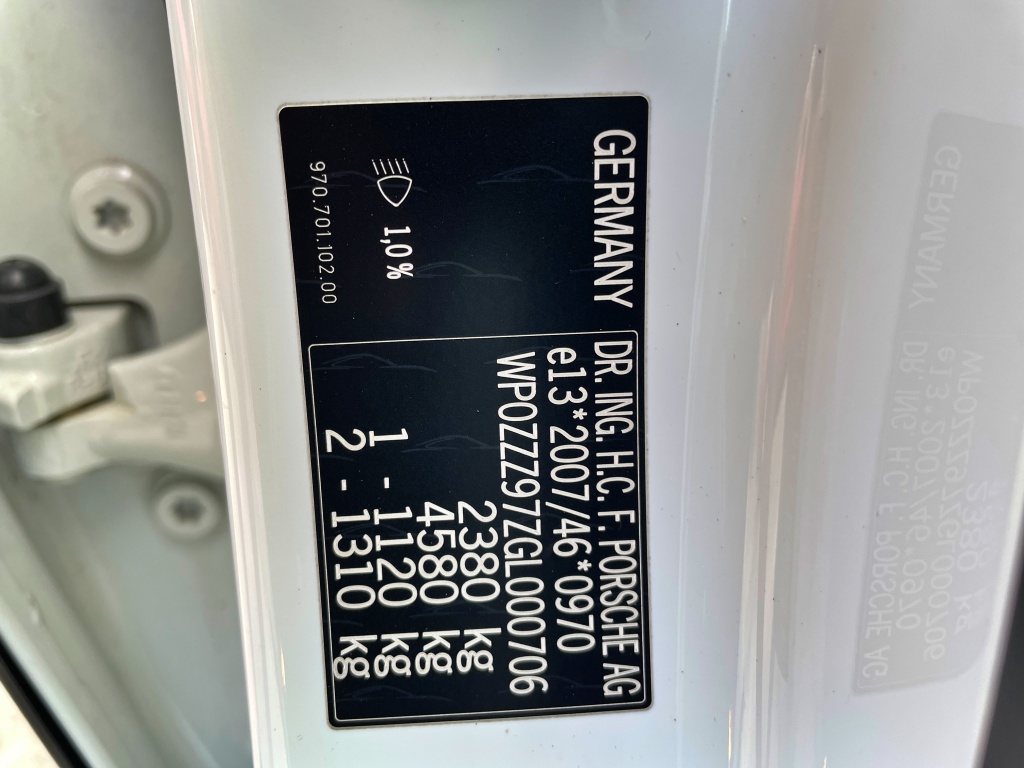 GERMANY
1,0%
970.701.102.00
DR. ING. H.C. F. PORSCHE AG
e13*2007/46*0970
WP0ZZZ97ZGL000706
2380 kg
4580 kg
1 - 1120 kg
2 - 1310 kg